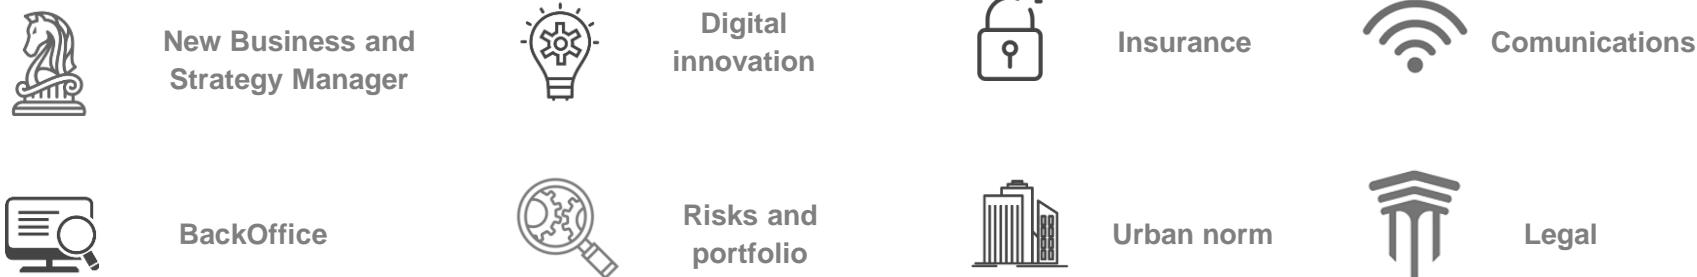 New Business and
Strategy Manager
Digital
innovation
Insurance
Comunications
BackOffice
Risks and
portfolio
Urban norm
Legal